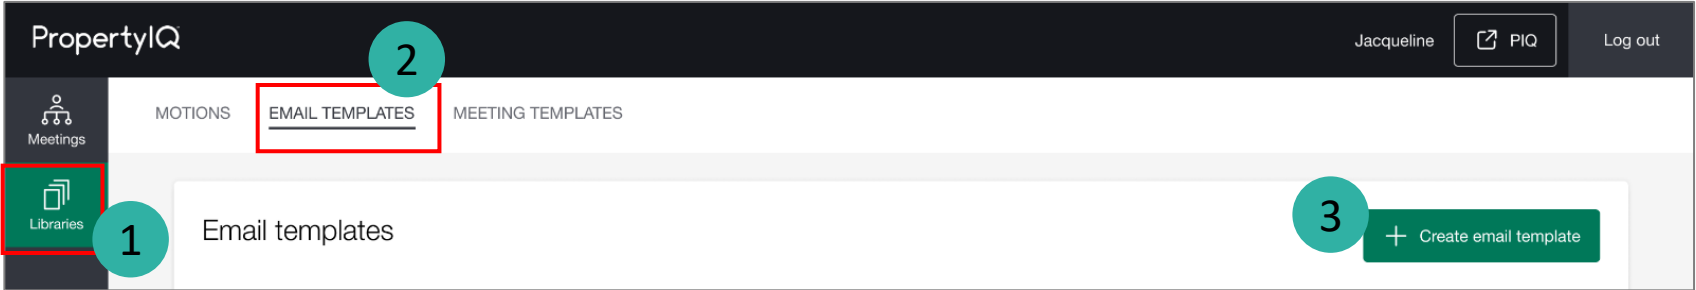 PropertyIQ
2
Jacqueline
PIQ
Log out
Meetings
MOTIONS
EMAIL TEMPLATES
MEETING TEMPLATES
Libraries
1
Email templates
3
Create email template